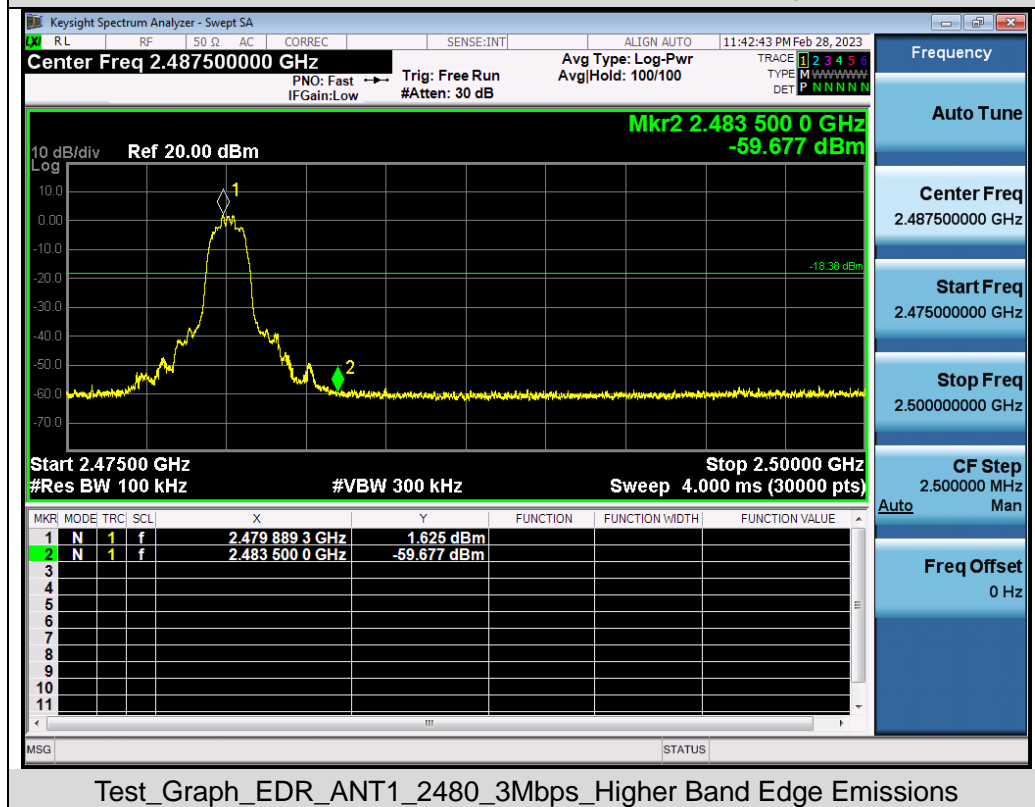 Keysight Spectrum Analyzer - Swept SA
LXI RL RF 50 Ω AC CORREC SENSE:INT ALIGN AUTO 11:42:43 PM Feb 28, 2023
Center Freq 2.487500000 GHz
PNO: Fast
IFGain:Low
Trig: Free Run
#Atten: 30 dB
Avg Type: Log-Pwr
Avg|Hold: 100/100
TRACE 1 2 3 4 5 6
TYPE M WWWWW
DET P N N N N N
Mkr2 2.483 500 0 GHz
-59.677 dBm
10 dB/div Ref 20.00 dBm
Log
10.0
0.00
-10.0
-20.0
-30.0
-40.0
-50.0
-60.0
-70.0
1
-18.38 dBm
2
Start 2.47500 GHz Stop 2.50000 GHz
#Res BW 100 kHz #VBW 300 kHz Sweep 4.000 ms (30000 pts)
MKR MODE TRC SCL X Y FUNCTION FUNCTION WIDTH FUNCTION VALUE
1 N 1 f 2.479 889 3 GHz 1.625 dBm
2 N 1 f 2.483 500 0 GHz -59.677 dBm
3
4
5
6
7
8
9
10
11
MSG STATUS
Frequency
Auto Tune
Center Freq
2.487500000 GHz
Start Freq
2.475000000 GHz
Stop Freq
2.500000000 GHz
CF Step
2.500000 MHz
Auto Man
Freq Offset
0 Hz
Test_Graph_EDR_ANT1_2480_3Mbps_Higher Band Edge Emissions